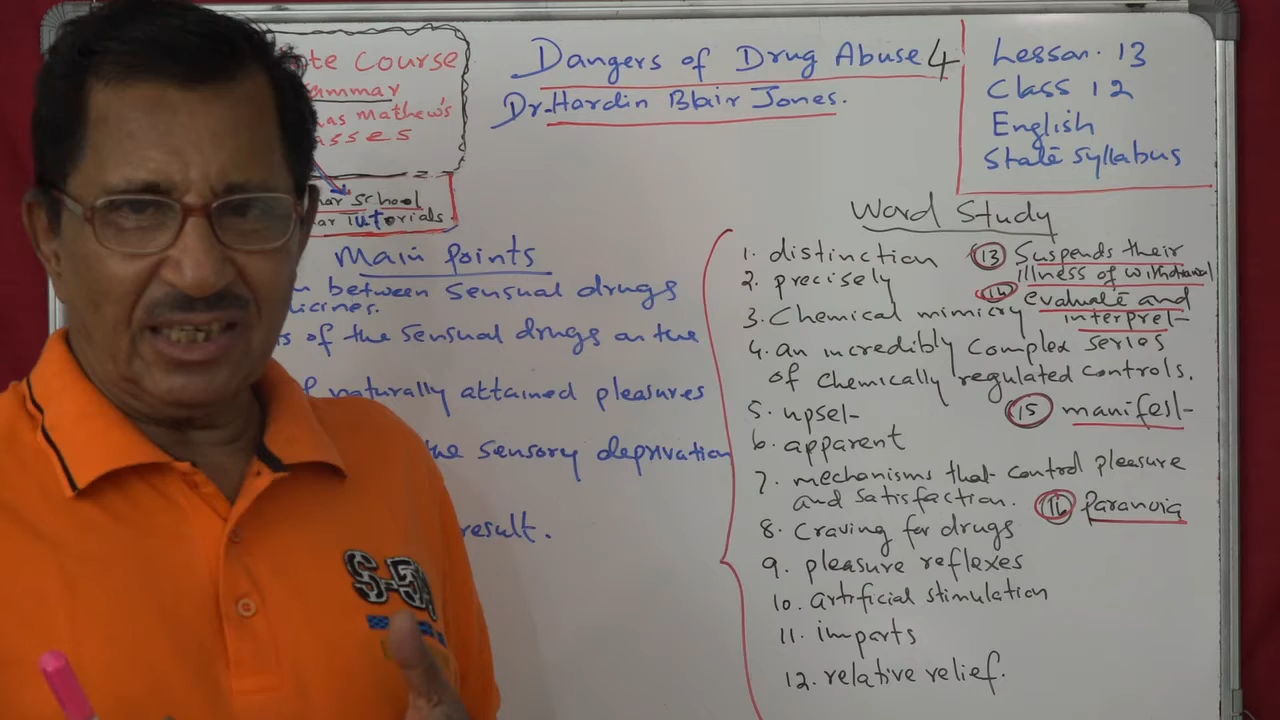 Course
Mathew's
school
tutorials
Dangers of Drug Abuse 4
Dr. Hardin Blair Jones.
Lesson. 13
Class 12
English
State Syllabus
Main points
between sensual drugs
of the sensual drugs on the
naturally attained pleasures
the sensory deprivation
result.
Word Study
1. distinction
2. precisely
3. Chemical mimicry
4. an incredibly complex series
of chemically regulated controls.
5. upset
6. apparent
7. mechanisms that control pleasure
and satisfaction.
8. Craving for drugs
9. pleasure reflexes
10. artificial stimulation
11. imparts
12. relative relief.
13 Suspends their
illness of withdrawal
14 evaluate and
interpret
15 manifest
16 paranoia
S-5